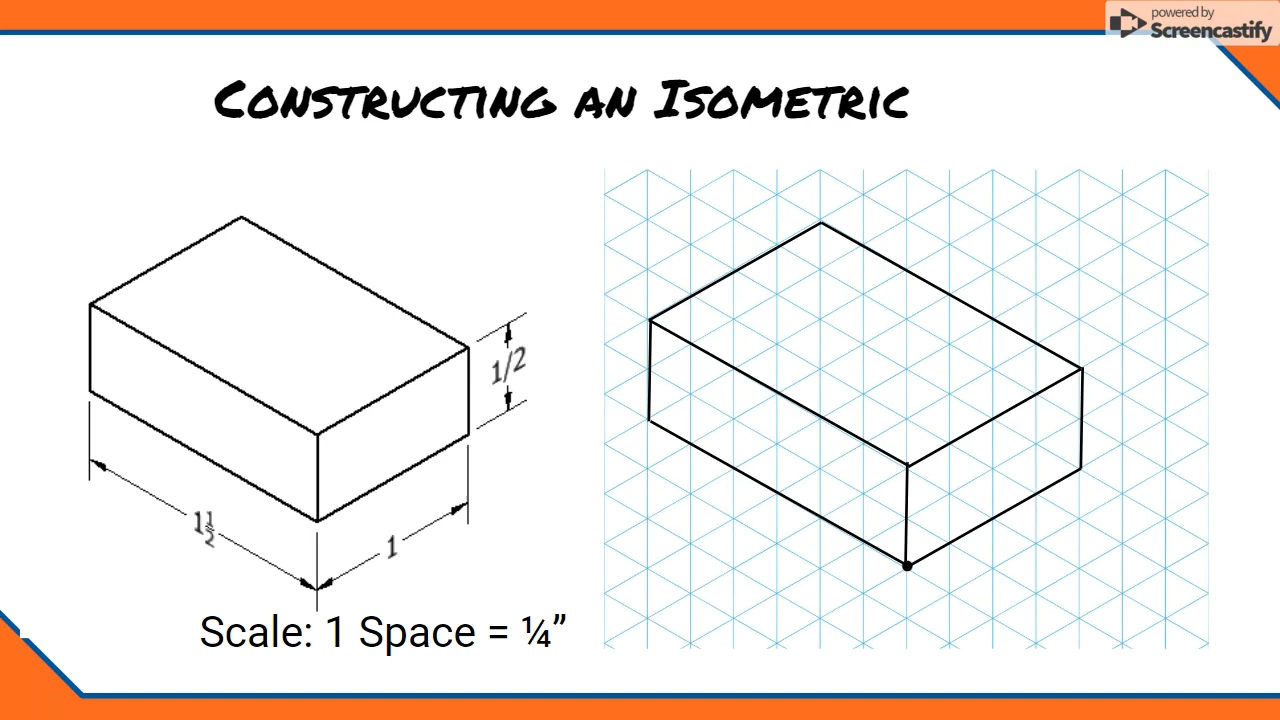 powered by
Screencastify
Constructing an Isometric
1/2
1½
1
Scale: 1 Space = ¼”